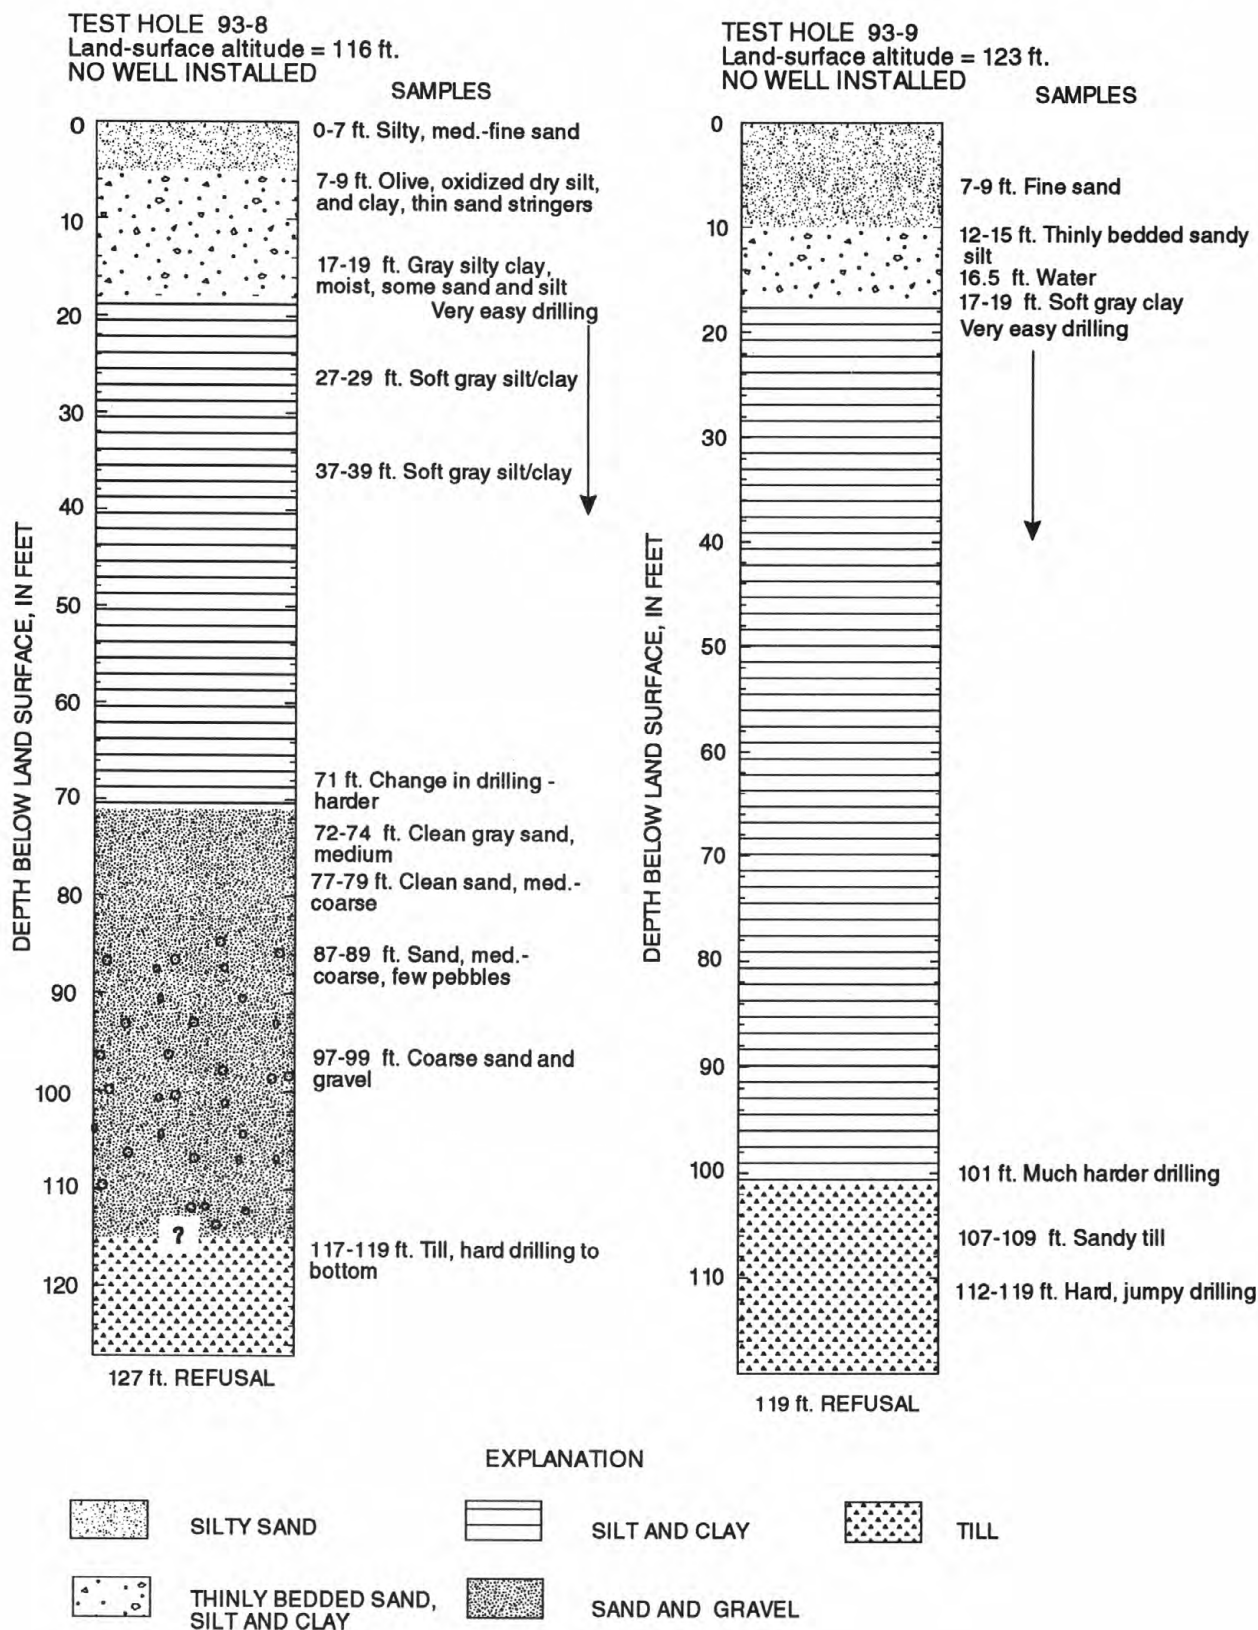 TEST HOLE 93-8
Land-surface altitude = 116 ft.
NO WELL INSTALLED
SAMPLES
0
10
20
30
40
50
60
70
80
90
100
110
120
DEPTH BELOW LAND SURFACE, IN FEET
0-7 ft. Silty, med.-fine sand
7-9 ft. Olive, oxidized dry silt,
and clay, thin sand stringers
17-19 ft. Gray silty clay,
moist, some sand and silt
Very easy drilling
27-29 ft. Soft gray silt/clay
37-39 ft. Soft gray silt/clay
71 ft. Change in drilling -
harder
72-74 ft. Clean gray sand,
medium
77-79 ft. Clean sand, med.-
coarse
87-89 ft. Sand, med.-
coarse, few pebbles
97-99 ft. Coarse sand and
gravel
?
117-119 ft. Till, hard drilling to
bottom
127 ft. REFUSAL
TEST HOLE 93-9
Land-surface altitude = 123 ft.
NO WELL INSTALLED
SAMPLES
0
10
20
30
40
50
60
70
80
90
100
110
DEPTH BELOW LAND SURFACE, IN FEET
7-9 ft. Fine sand
12-15 ft. Thinly bedded sandy
silt
16.5 ft. Water
17-19 ft. Soft gray clay
Very easy drilling
101 ft. Much harder drilling
107-109 ft. Sandy till
112-119 ft. Hard, jumpy drilling
119 ft. REFUSAL
EXPLANATION
SILTY SAND
SILT AND CLAY
TILL
THINLY BEDDED SAND,
SILT AND CLAY
SAND AND GRAVEL